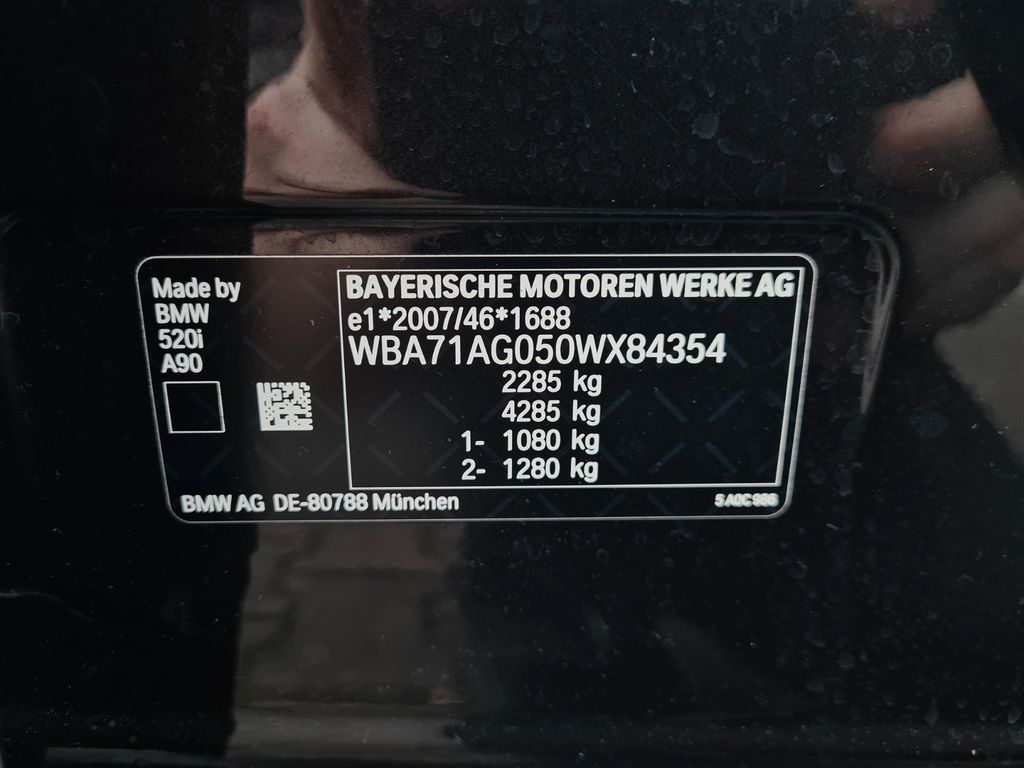 Made by
BMW
520i
A90
BAYERISCHE MOTOREN WERKE AG
e1*2007/46*1688
WBA71AG050WX84354
2285 kg
4285 kg
1- 1080 kg
2- 1280 kg
BMW AG DE-80788 München